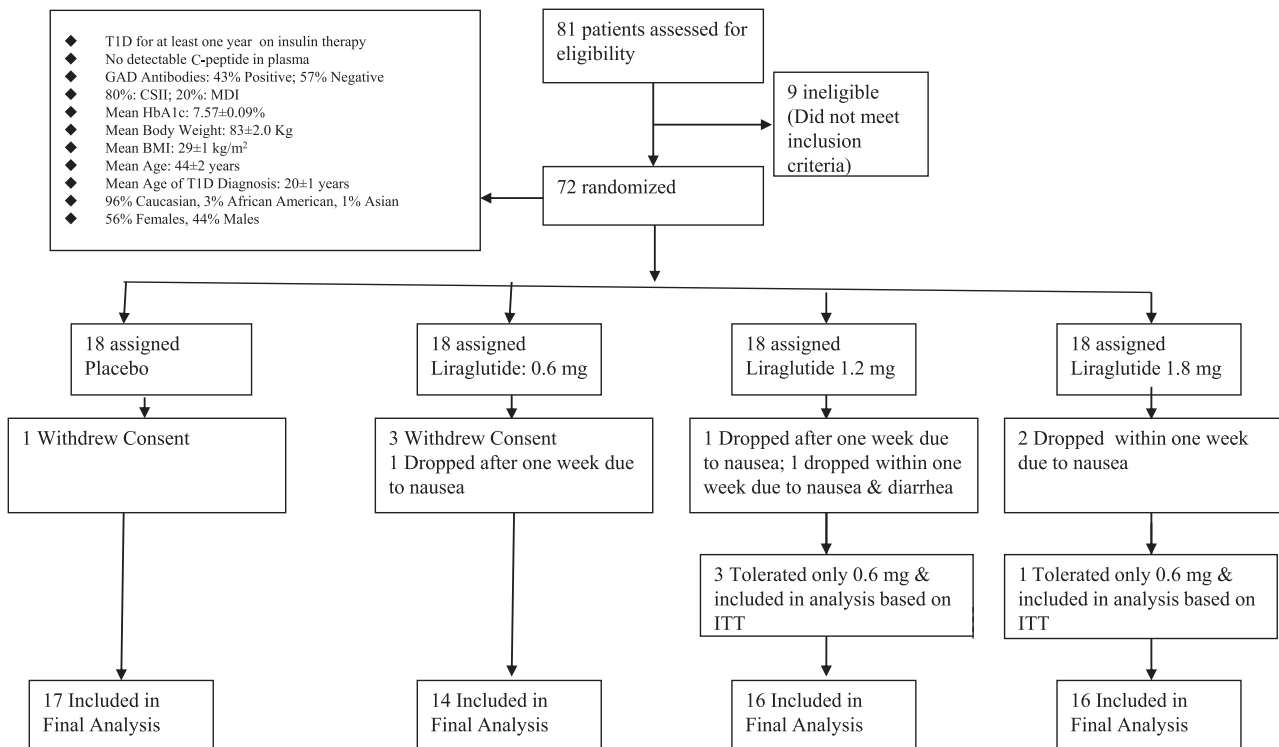 81 patients assessed for
eligibility
◆ T1D for at least one year on insulin therapy
◆ No detectable C-peptide in plasma
◆ GAD Antibodies: 43% Positive; 57% Negative
◆ 80%: CSII; 20%: MDI
◆ Mean HbA1c: 7.57±0.09%
◆ Mean Body Weight: 83±2.0 Kg
◆ Mean BMI: 29±1 kg/m²
◆ Mean Age: 44±2 years
◆ Mean Age of T1D Diagnosis: 20±1 years
◆ 96% Caucasian, 3% African American, 1% Asian
◆ 56% Females, 44% Males
9 ineligible
(Did not meet
inclusion
criteria)
72 randomized
18 assigned
Placebo
18 assigned
Liraglutide: 0.6 mg
18 assigned
Liraglutide 1.2 mg
18 assigned
Liraglutide 1.8 mg
1 Withdrew Consent
3 Withdrew Consent
1 Dropped after one week due
to nausea
1 Dropped after one week due
to nausea; 1 dropped within one
week due to nausea & diarrhea
2 Dropped within one week
due to nausea
3 Tolerated only 0.6 mg &
included in analysis based on
ITT
1 Tolerated only 0.6 mg &
included in analysis based on
ITT
17 Included in
Final Analysis
14 Included in
Final Analysis
16 Included in
Final Analysis
16 Included in
Final Analysis